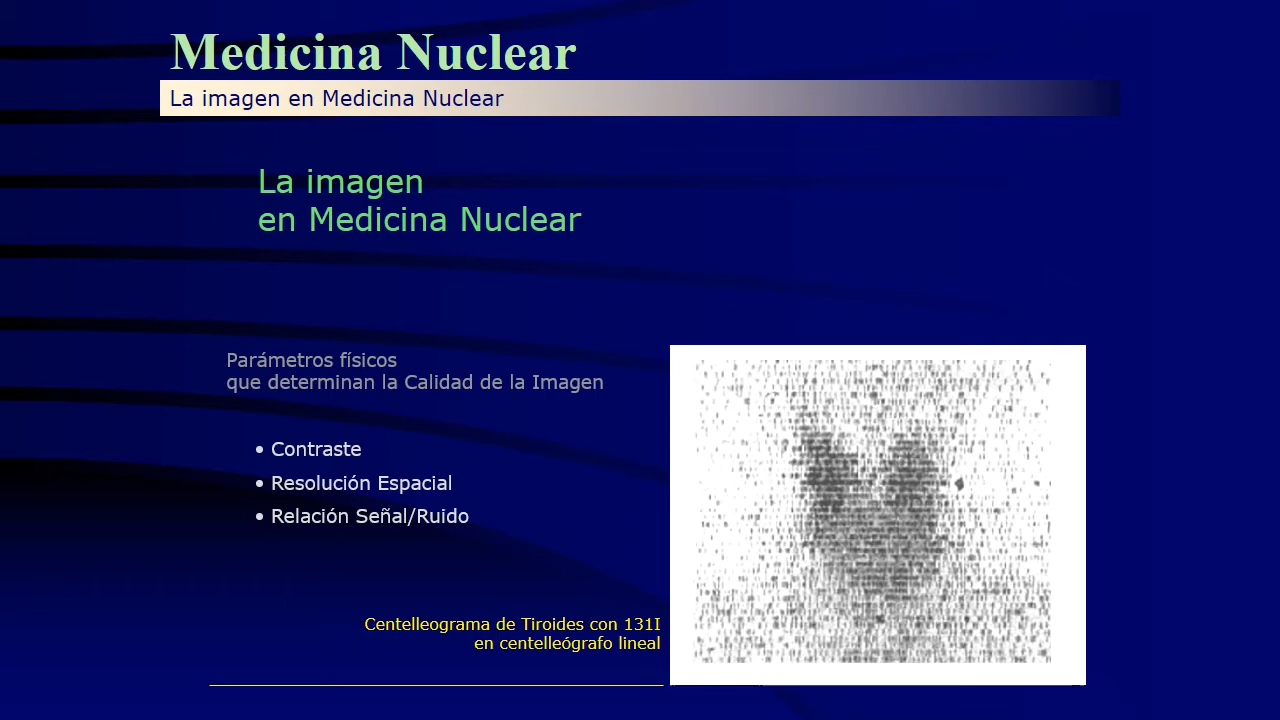 Medicina Nuclear
La imagen en Medicina Nuclear
La imagen
en Medicina Nuclear
Parámetros físicos
que determinan la Calidad de la Imagen
• Contraste
• Resolución Espacial
• Relación Señal/Ruido
Centelleograma de Tiroides con 131I
en centelleógrafo lineal